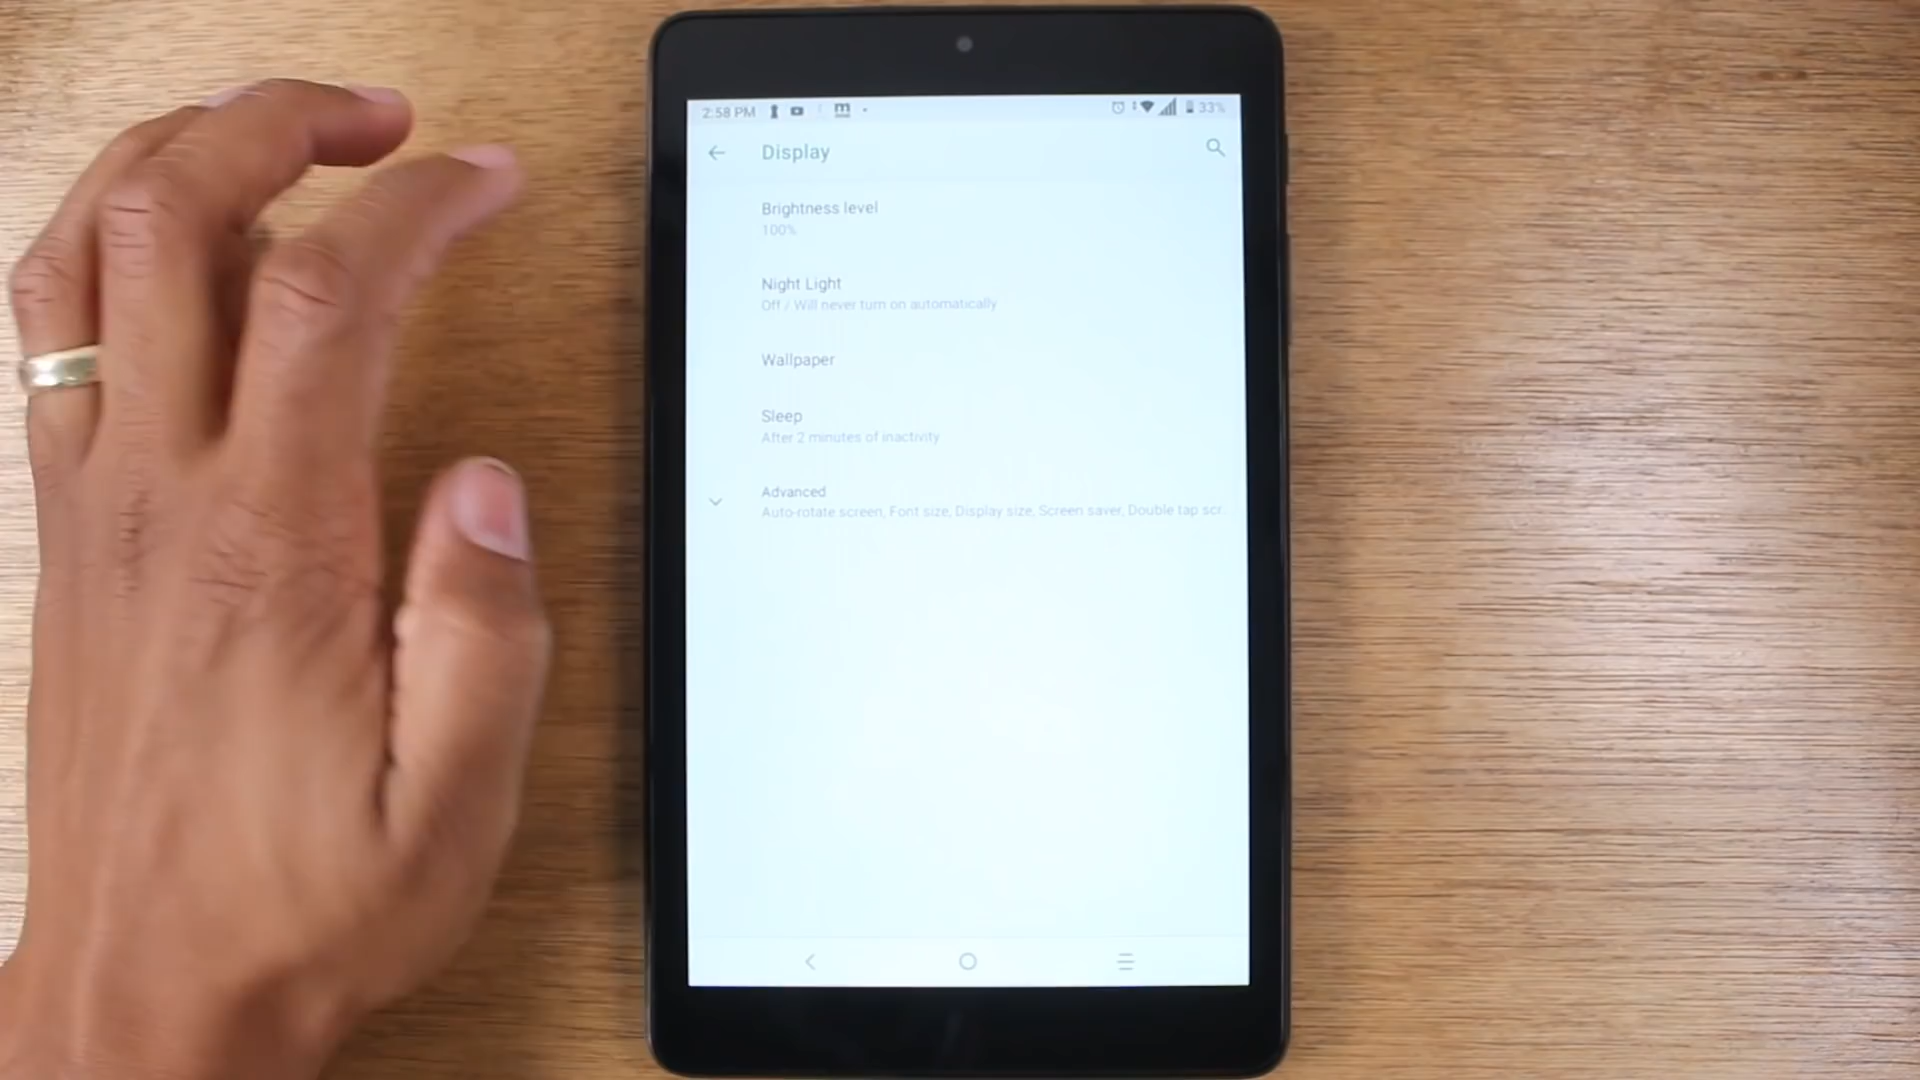 2:58 PM
33%
Display
Brightness level
100%
Night Light
Off / Will never turn on automatically
Wallpaper
Sleep
After 2 minutes of inactivity
Advanced
Auto-rotate screen, Font size, Display size, Screen saver, Double tap scr.